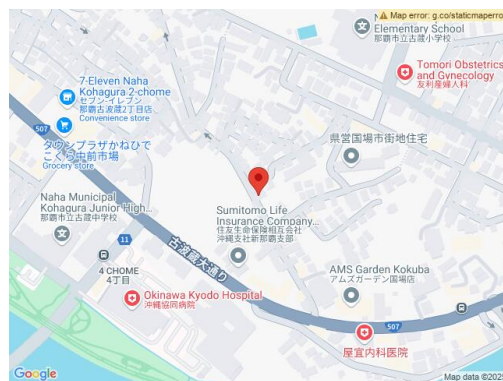 Map error: g.co/staticmaperro
Elementary School
那覇市立古蔵小学校
Tomori Obstetrics
and Gynecology
友利産婦人科
7-Eleven Naha
Kohagura 2-chome
セブン-イレブン
那覇古波蔵2丁目店
Convenience store
507
タウンプラザかねひで
こくら中前市場
Grocery store
県営国場市街地住宅
Naha Municipal
Kohagura Junior High...
那覇市立古蔵中学校
Sumitomo Life
Insurance Company...
住友生命保険相互会社
沖縄支社新那覇支部
11
古波蔵大通り
4 CHOME
4丁目
Okinawa Kyodo Hospital
沖縄協同病院
AMS Garden Kokuba
アムズガーデン国場店
507
屋宜内科医院
Google
Map data ©202